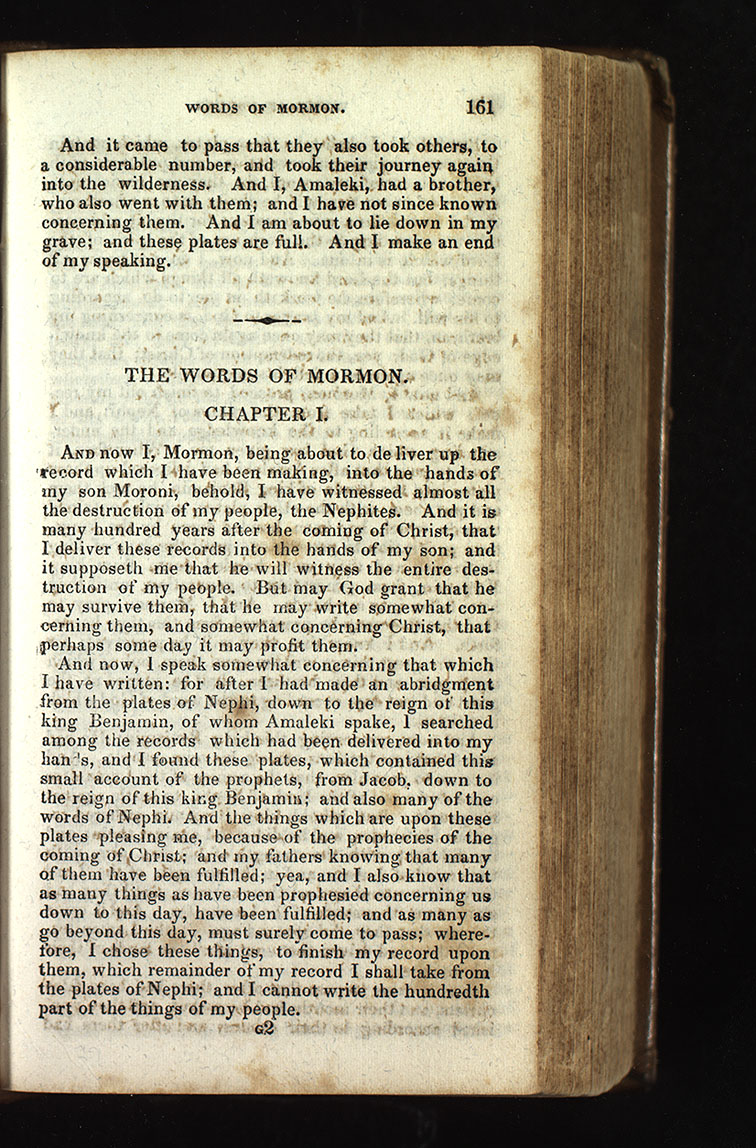 WORDS OF MORMON. 161
And it came to pass that they also took others, to
a considerable number, and took their journey again
into the wilderness. And I, Amaleki, had a brother,
who also went with them; and I have not since known
concerning them. And I am about to lie down in my
grave; and these plates are full. And I make an end
of my speaking.
THE WORDS OF MORMON.
CHAPTER I.
AND now I, Mormon, being about to de liver up the
record which I have been making, into the hands of
my son Moroni, behold, I have witnessed almost all
the destruction of my people, the Nephites. And it is
many hundred years after the coming of Christ, that
I deliver these records into the hands of my son; and
it supposeth me that he will witness the entire des-
truction of my people. But may God grant that he
may survive them, that he may write somewhat con-
cerning them, and somewhat concerning Christ, that
perhaps some day it may profit them.
And now, I speak somewhat concerning that which
I have written: for after I had made an abridgment
from the plates of Nephi, down to the reign of this
king Benjamin, of whom Amaleki spake, I searched
among the records which had been delivered into my
han's, and I found these plates, which contained this
small account of the prophets, from Jacob, down to
the reign of this king Benjamin; and also many of the
words of Nephi. And the things which are upon these
plates pleasing me, because of the prophecies of the
coming of Christ; and my fathers knowing that many
of them have been fulfilled; yea, and I also know that
as many things as have been prophesied concerning us
down to this day, have been fulfilled; and as many as
go beyond this day, must surely come to pass; where-
fore, I chose these things, to finish my record upon
them, which remainder of my record I shall take from
the plates of Nephi; and I cannot write the hundredth
part of the things of my people.
G2